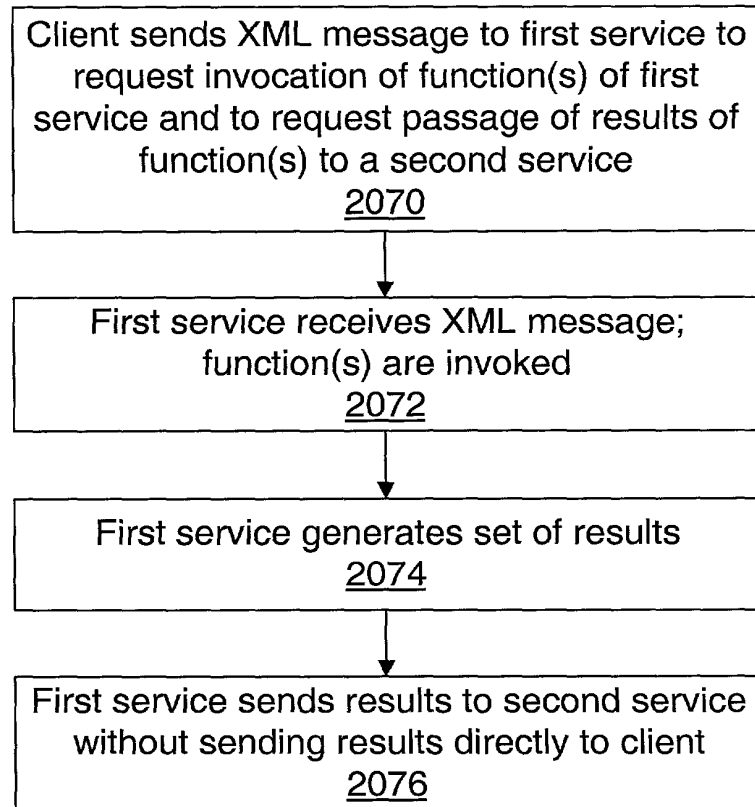 Client sends XML message to first service to
request invocation of function(s) of first
service and to request passage of results of
function(s) to a second service
2070
First service receives XML message;
function(s) are invoked
2072
First service generates set of results
2074
First service sends results to second service
without sending results directly to client
2076